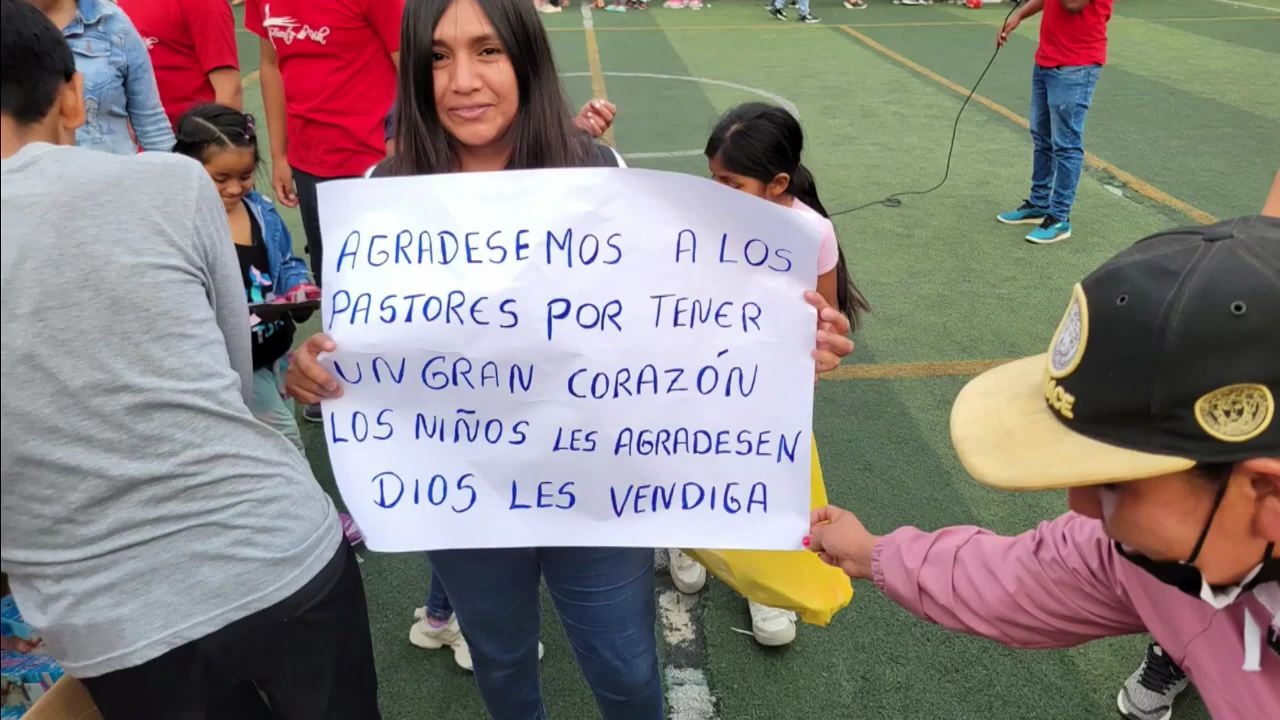 AGRADESEMOS A LOS
PASTORES POR TENER
UN GRAN CORAZÓN
LOS NIÑOS LES AGRADESEN
DIOS LES VENDIGA